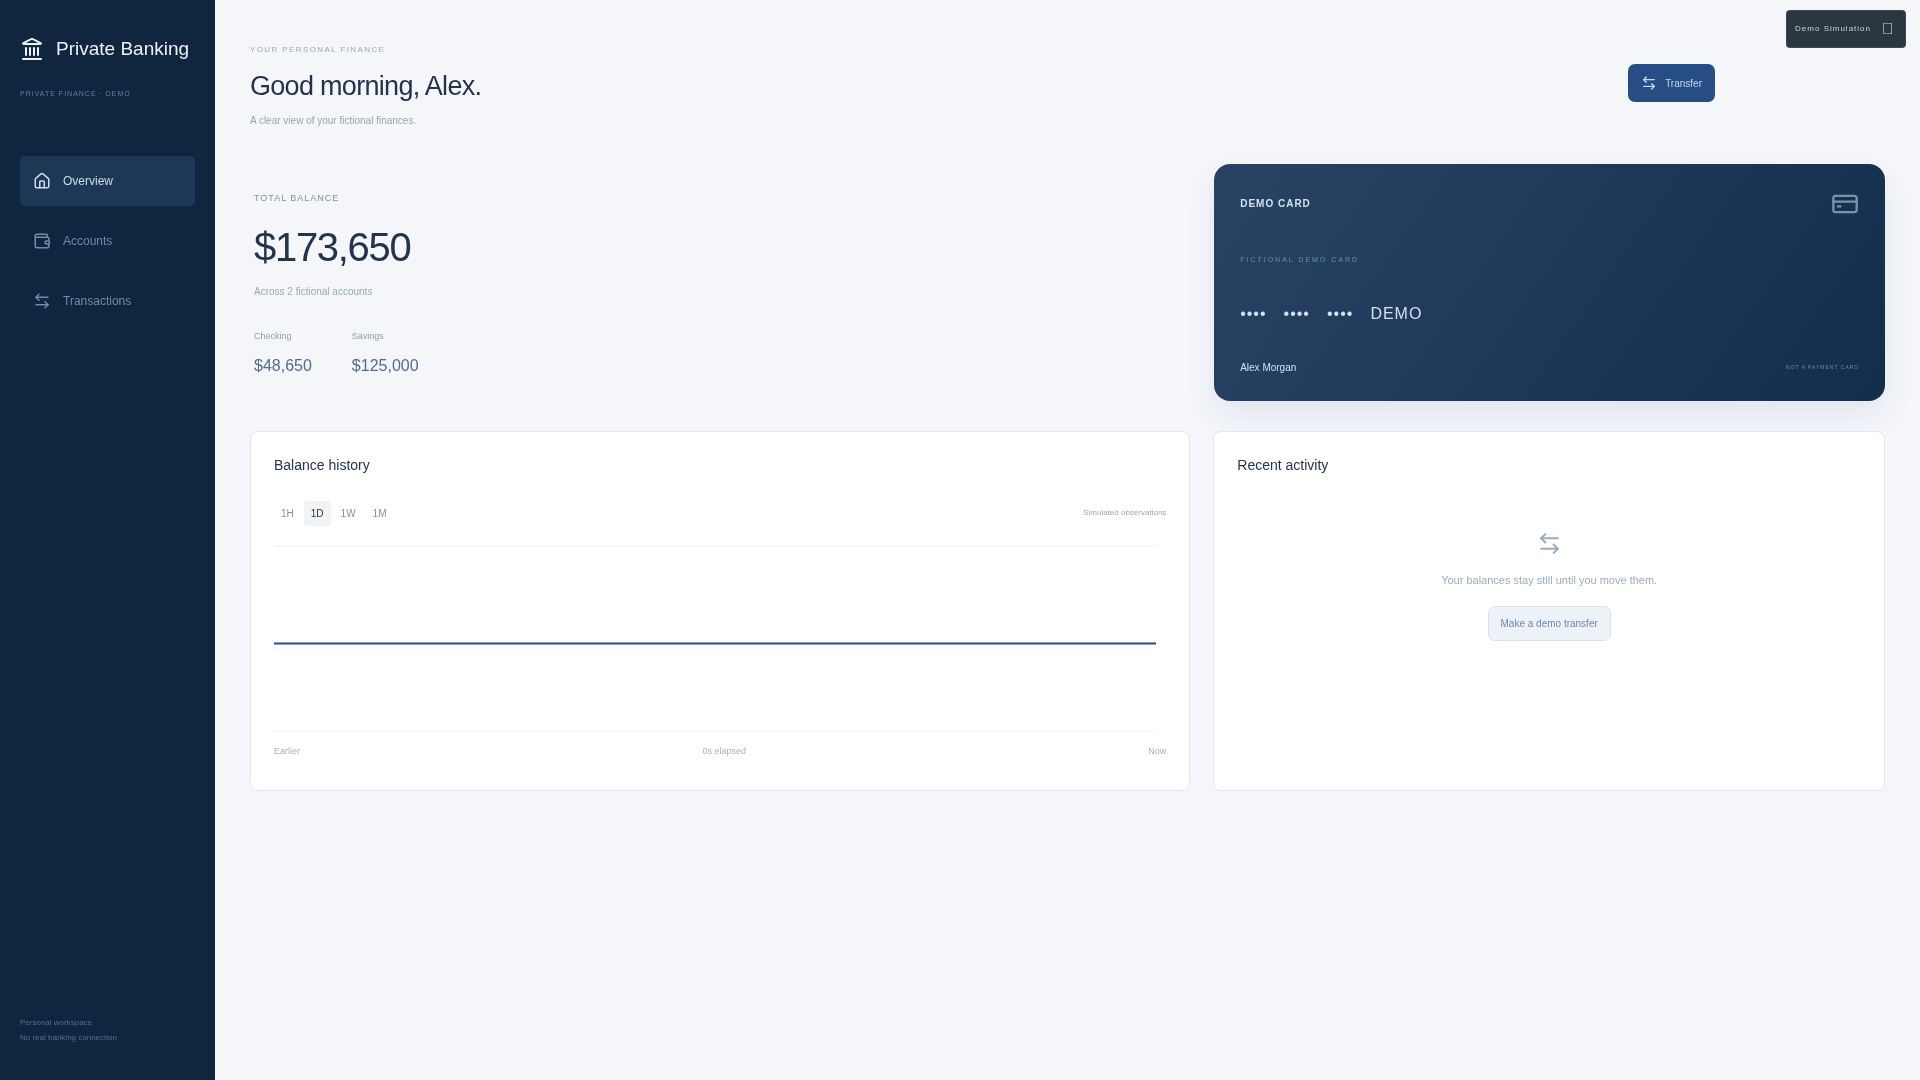 Private Banking
PRIVATE FINANCE · DEMO
Overview
Accounts
Transactions
Personal workspace
No real banking connection
Demo Simulation
YOUR PERSONAL FINANCE
Good morning, Alex.
A clear view of your fictional finances.
Transfer
TOTAL BALANCE
$173,650
Across 2 fictional accounts
Checking Savings
$48,650 $125,000
DEMO CARD
FICTIONAL DEMO CARD
•••• •••• •••• DEMO
Alex Morgan NOT A PAYMENT CARD
Balance history
1H 1D 1W 1M Simulated observations
Earlier 0s elapsed Now
Recent activity
Your balances stay still until you move them.
Make a demo transfer